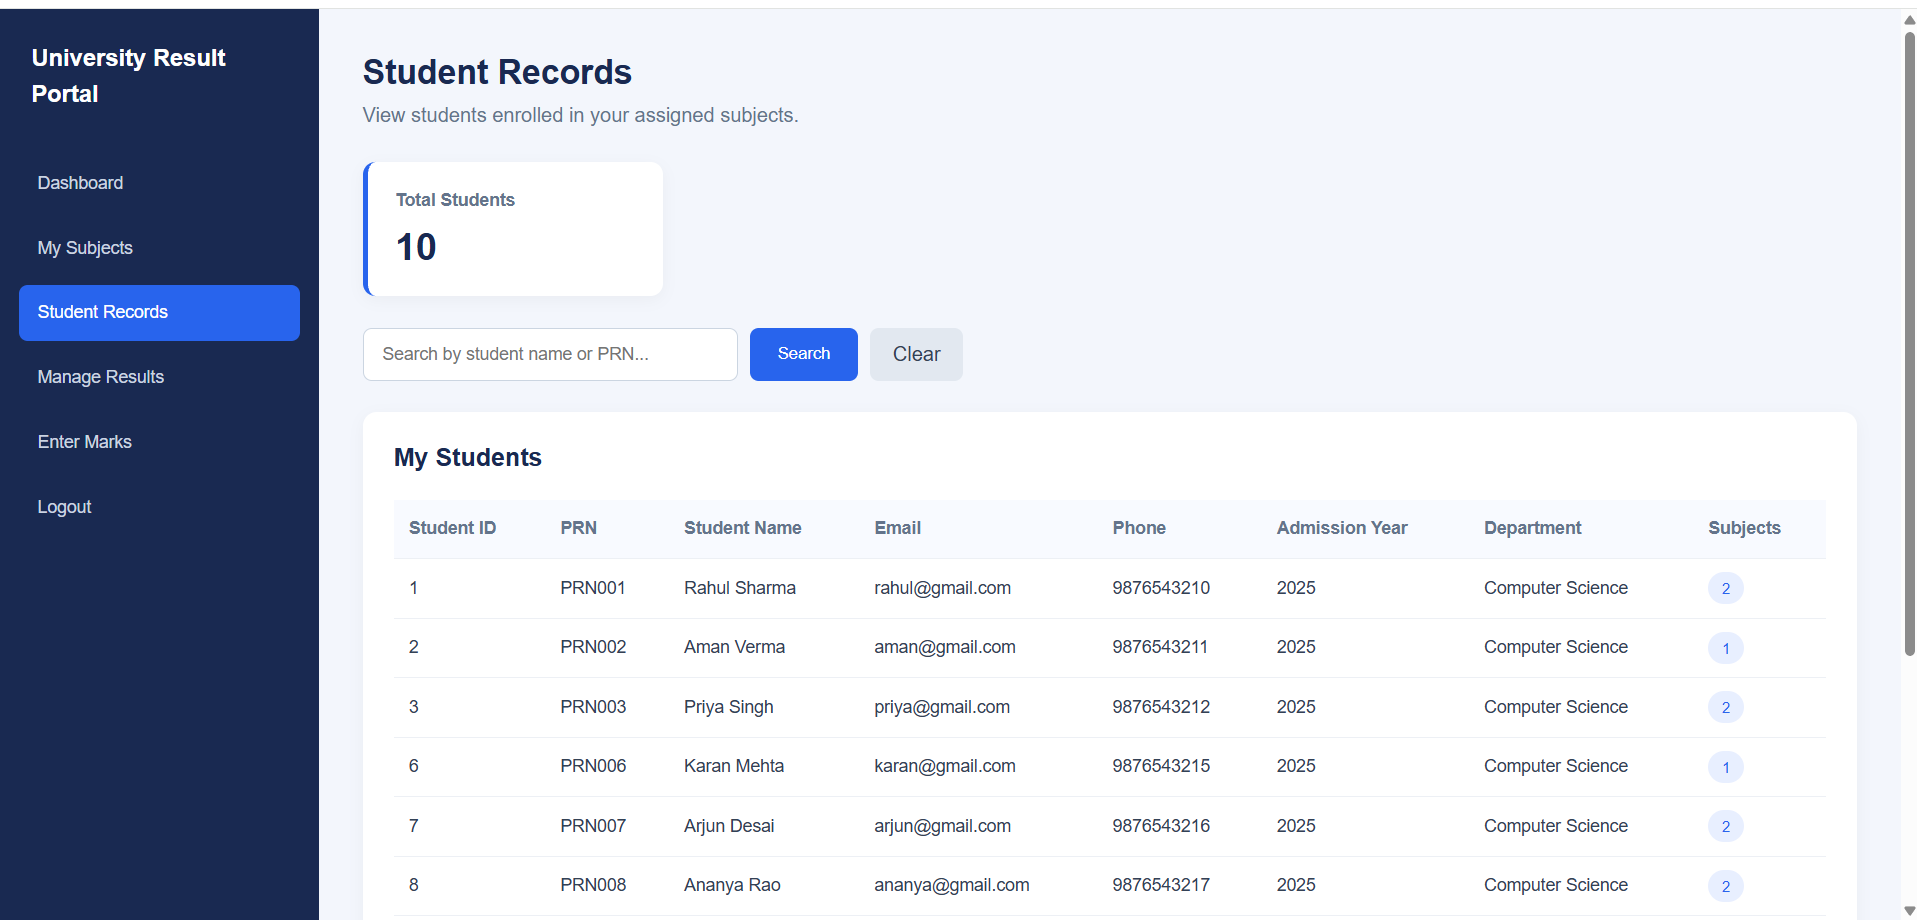 University Result
Portal
Dashboard
My Subjects
Student Records
Manage Results
Enter Marks
Logout
Student Records
View students enrolled in your assigned subjects.
Total Students
10
Search by student name or PRN...
Search
Clear
My Students
Student ID PRN Student Name Email Phone Admission Year Department Subjects
1 PRN001 Rahul Sharma rahul@gmail.com 9876543210 2025 Computer Science 2
2 PRN002 Aman Verma aman@gmail.com 9876543211 2025 Computer Science 1
3 PRN003 Priya Singh priya@gmail.com 9876543212 2025 Computer Science 2
6 PRN006 Karan Mehta karan@gmail.com 9876543215 2025 Computer Science 1
7 PRN007 Arjun Desai arjun@gmail.com 9876543216 2025 Computer Science 2
8 PRN008 Ananya Rao ananya@gmail.com 9876543217 2025 Computer Science 2